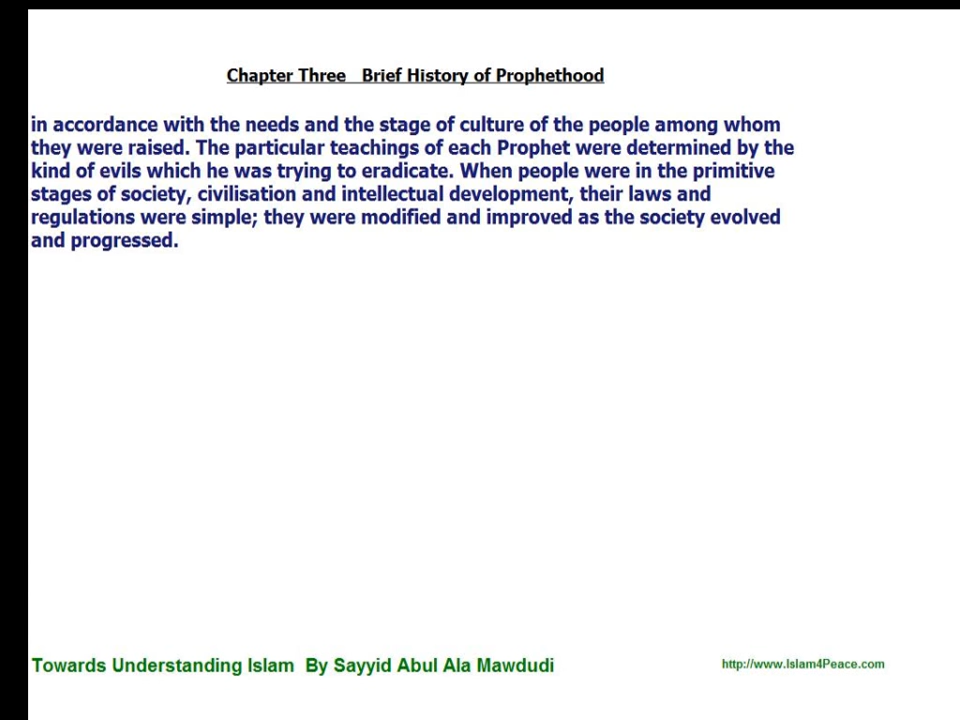 Chapter Three   Brief History of Prophethood
in accordance with the needs and the stage of culture of the people among whom
they were raised. The particular teachings of each Prophet were determined by the
kind of evils which he was trying to eradicate. When people were in the primitive
stages of society, civilisation and intellectual development, their laws and
regulations were simple; they were modified and improved as the society evolved
and progressed.
Towards Understanding Islam  By Sayyid Abul Ala Mawdudi
http://www.Islam4Peace.com